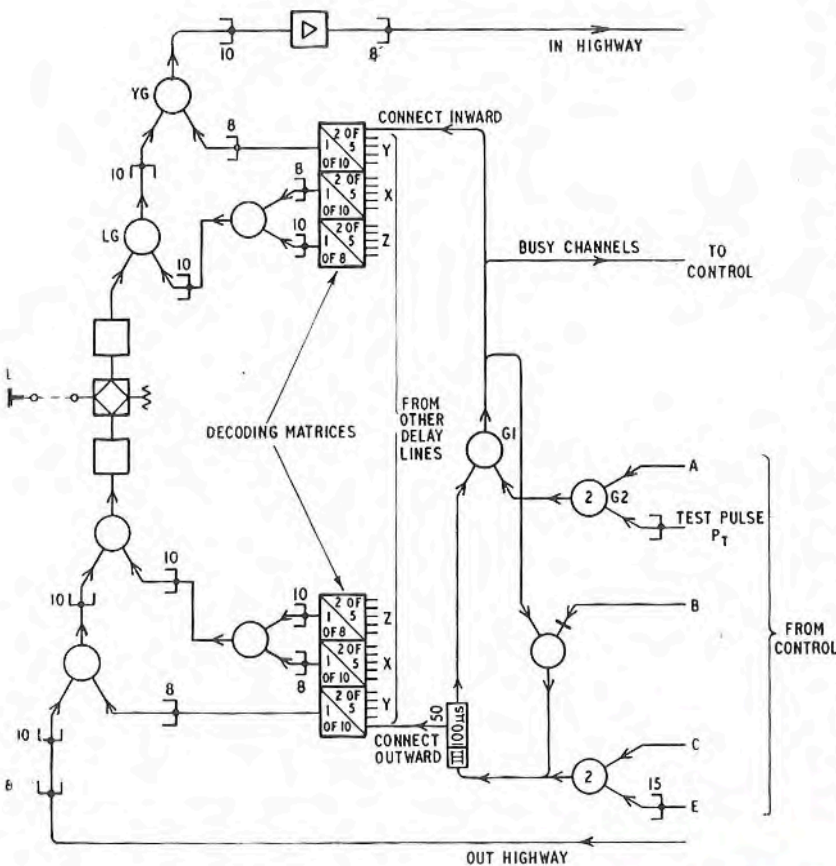 10
8
IN HIGHWAY
YG
CONNECT INWARD
8
1 2 OF 5 OF 10
Y
10
8
1 2 OF 5 OF 10
X
LG
10
1 2 OF 5 OF 8
Z
10
BUSY CHANNELS
TO CONTROL
L
DECODING MATRICES
FROM OTHER DELAY LINES
G1
A
2
G2
TEST PULSE PT
15
10
10
10
1 2 OF 5 OF 8
Z
B
FROM CONTROL
1 2 OF 5 OF 10
X
8
8
1 2 OF 5 OF 10
Y
50
100μs
10
CONNECT OUTWARD
C
2
15
E
8
OUT HIGHWAY